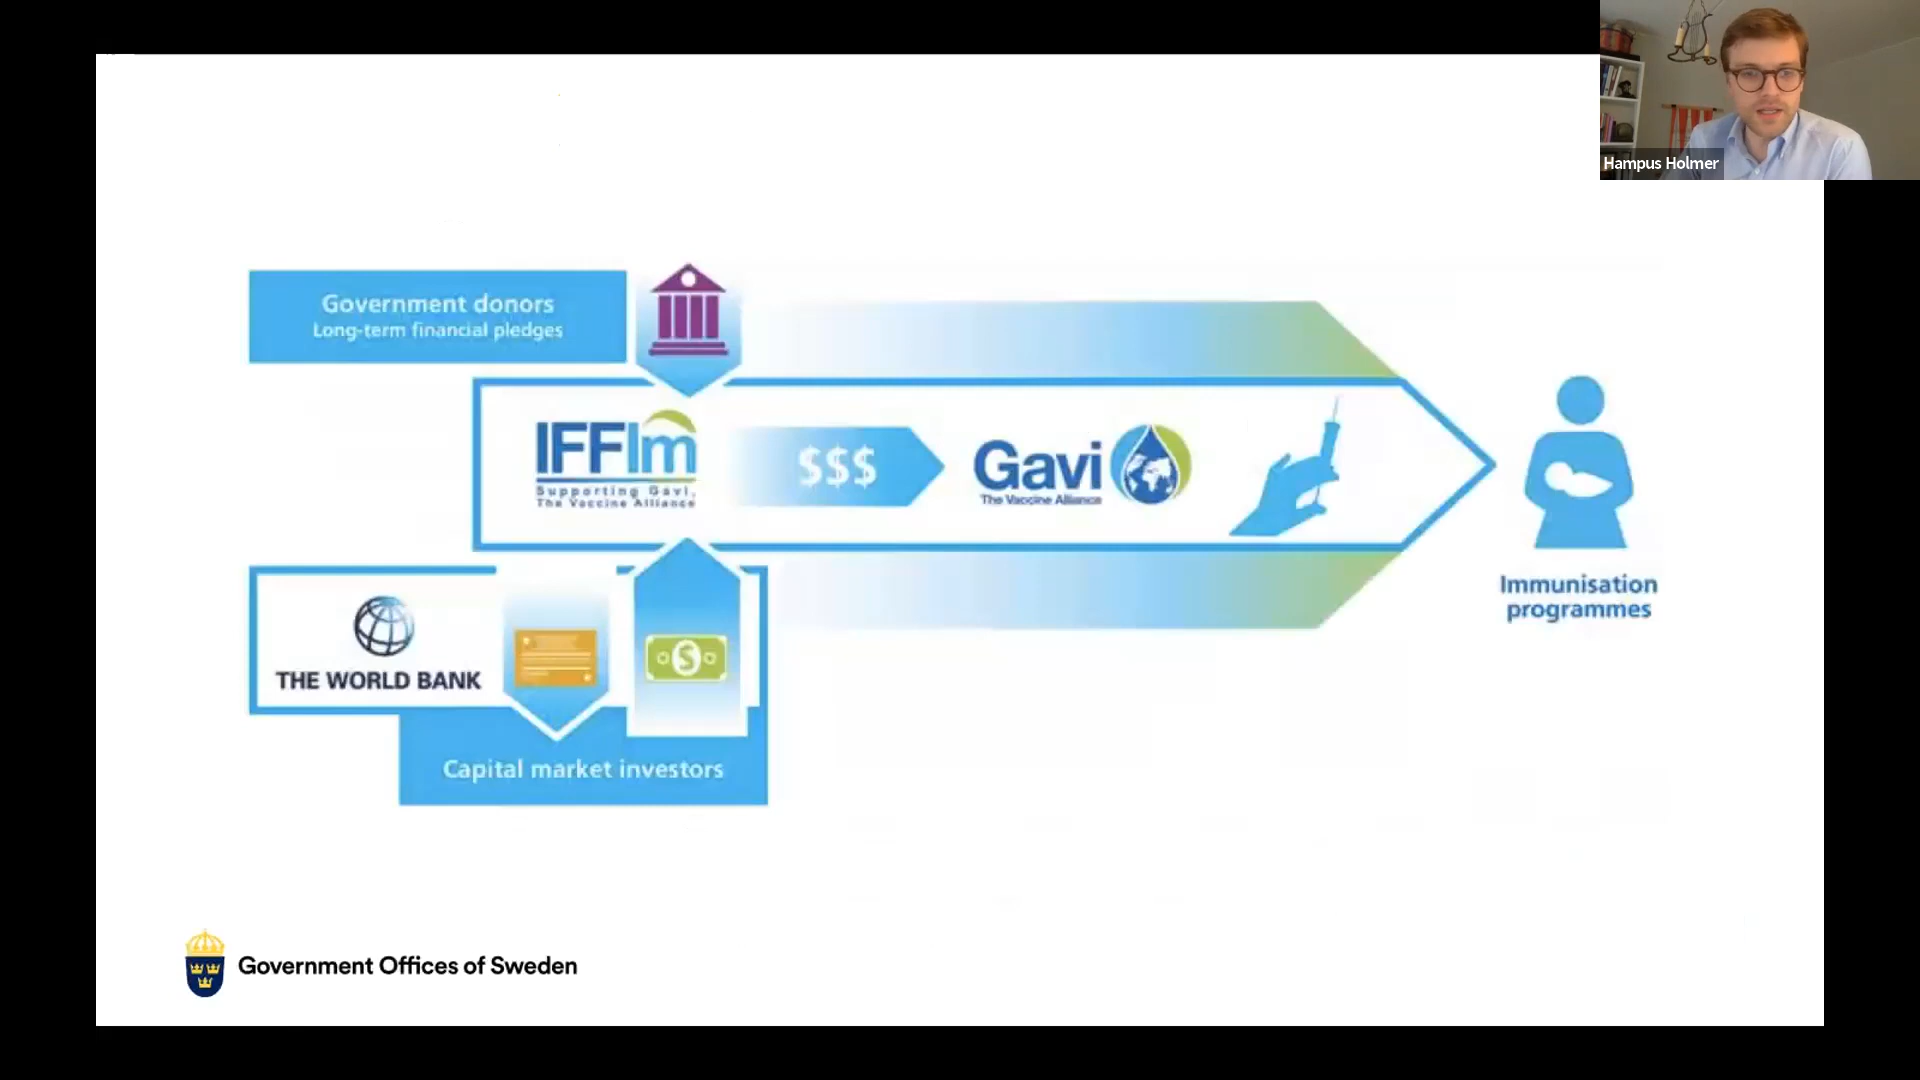 Hampus Holmer
Government donors
Long-term financial pledges
IFFIm
Supporting Gavi,
The Vaccine Alliance
$$$
Gavi
The Vaccine Alliance
Immunisation
programmes
THE WORLD BANK
$
Capital market investors
Government Offices of Sweden